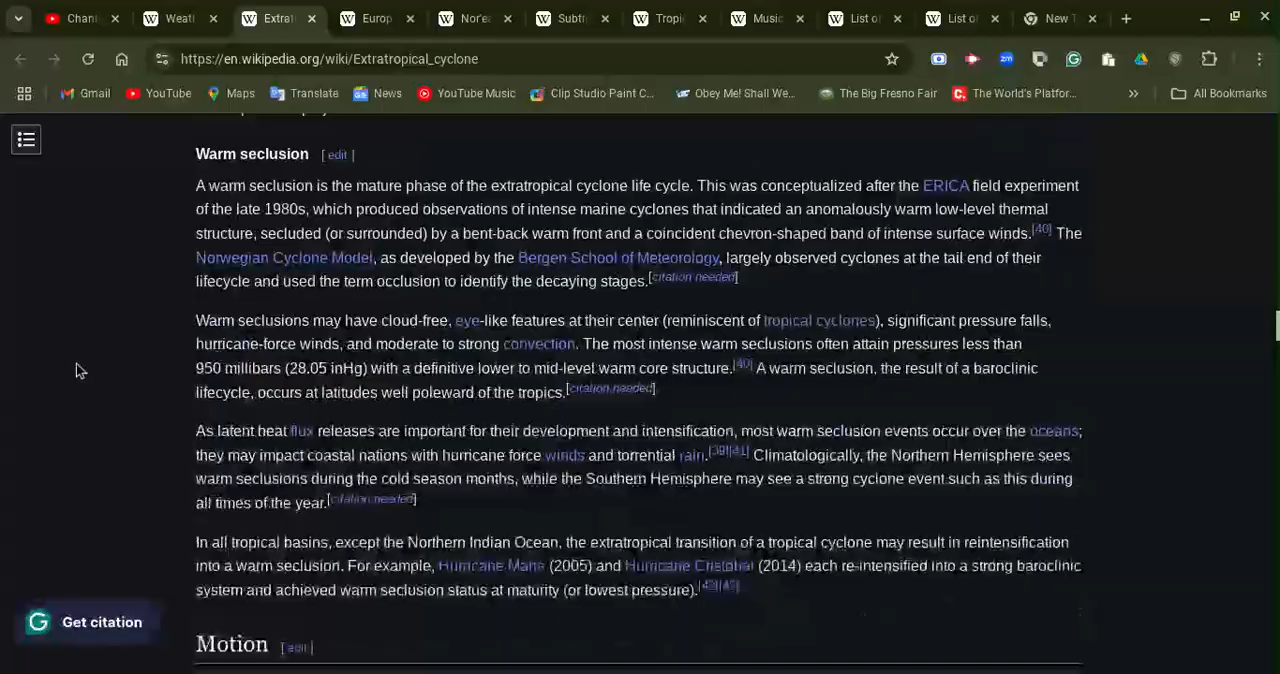 Chan
Weatl
Extrat
Europ
Nor'ea
Subtr
Tropic
Music
List o
List o
New T
https://en.wikipedia.org/wiki/Extratropical_cyclone
Gmail
YouTube
Maps
Translate
News
YouTube Music
Clip Studio Paint C...
Obey Me! Shall We...
The Big Fresno Fair
The World's Platfor...
All Bookmarks
Warm seclusion [ edit ]
A warm seclusion is the mature phase of the extratropical cyclone life cycle. This was conceptualized after the ERICA field experiment
of the late 1980s, which produced observations of intense marine cyclones that indicated an anomalously warm low-level thermal
structure, secluded (or surrounded) by a bent-back warm front and a coincident chevron-shaped band of intense surface winds.[40] The
Norwegian Cyclone Model, as developed by the Bergen School of Meteorology, largely observed cyclones at the tail end of their
lifecycle and used the term occlusion to identify the decaying stages.[citation needed]
Warm seclusions may have cloud-free, eye-like features at their center (reminiscent of tropical cyclones), significant pressure falls,
hurricane-force winds, and moderate to strong convection. The most intense warm seclusions often attain pressures less than
950 millibars (28.05 inHg) with a definitive lower to mid-level warm core structure.[40] A warm seclusion, the result of a baroclinic
lifecycle, occurs at latitudes well poleward of the tropics.[citation needed]
As latent heat flux releases are important for their development and intensification, most warm seclusion events occur over the oceans;
they may impact coastal nations with hurricane force winds and torrential rain.[39][41] Climatologically, the Northern Hemisphere sees
warm seclusions during the cold season months, while the Southern Hemisphere may see a strong cyclone event such as this during
all times of the year.[citation needed]
In all tropical basins, except the Northern Indian Ocean, the extratropical transition of a tropical cyclone may result in reintensification
into a warm seclusion. For example, Hurricane Maria (2005) and Hurricane Cristobal (2014) each re-intensified into a strong baroclinic
system and achieved warm seclusion status at maturity (or lowest pressure).[42][43]
Get citation
Motion [ edit ]